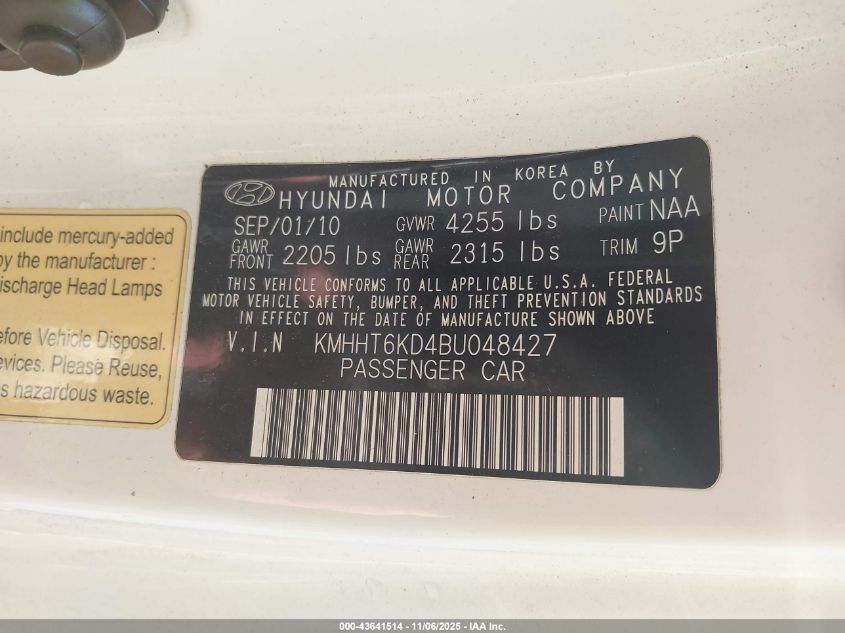 include mercury-added
by the manufacturer :
Discharge Head Lamps
efore Vehicle Disposal.
evices. Please Reuse,
s hazardous waste.
MANUFACTURED IN KOREA BY
HYUNDAI MOTOR COMPANY
SEP/01/10 GVWR 4255 lbs PAINT NAA
GAWR FRONT 2205 lbs GAWR REAR 2315 lbs TRIM 9P
THIS VEHICLE CONFORMS TO ALL APPLICABLE U.S.A. FEDERAL
MOTOR VEHICLE SAFETY, BUMPER, AND THEFT PREVENTION STANDARDS
IN EFFECT ON THE DATE OF MANUFACTURE SHOWN ABOVE
V.I.N KMHHT6KD4BU048427
PASSENGER CAR
000-43641514 - 11/06/2025 - IAA Inc.